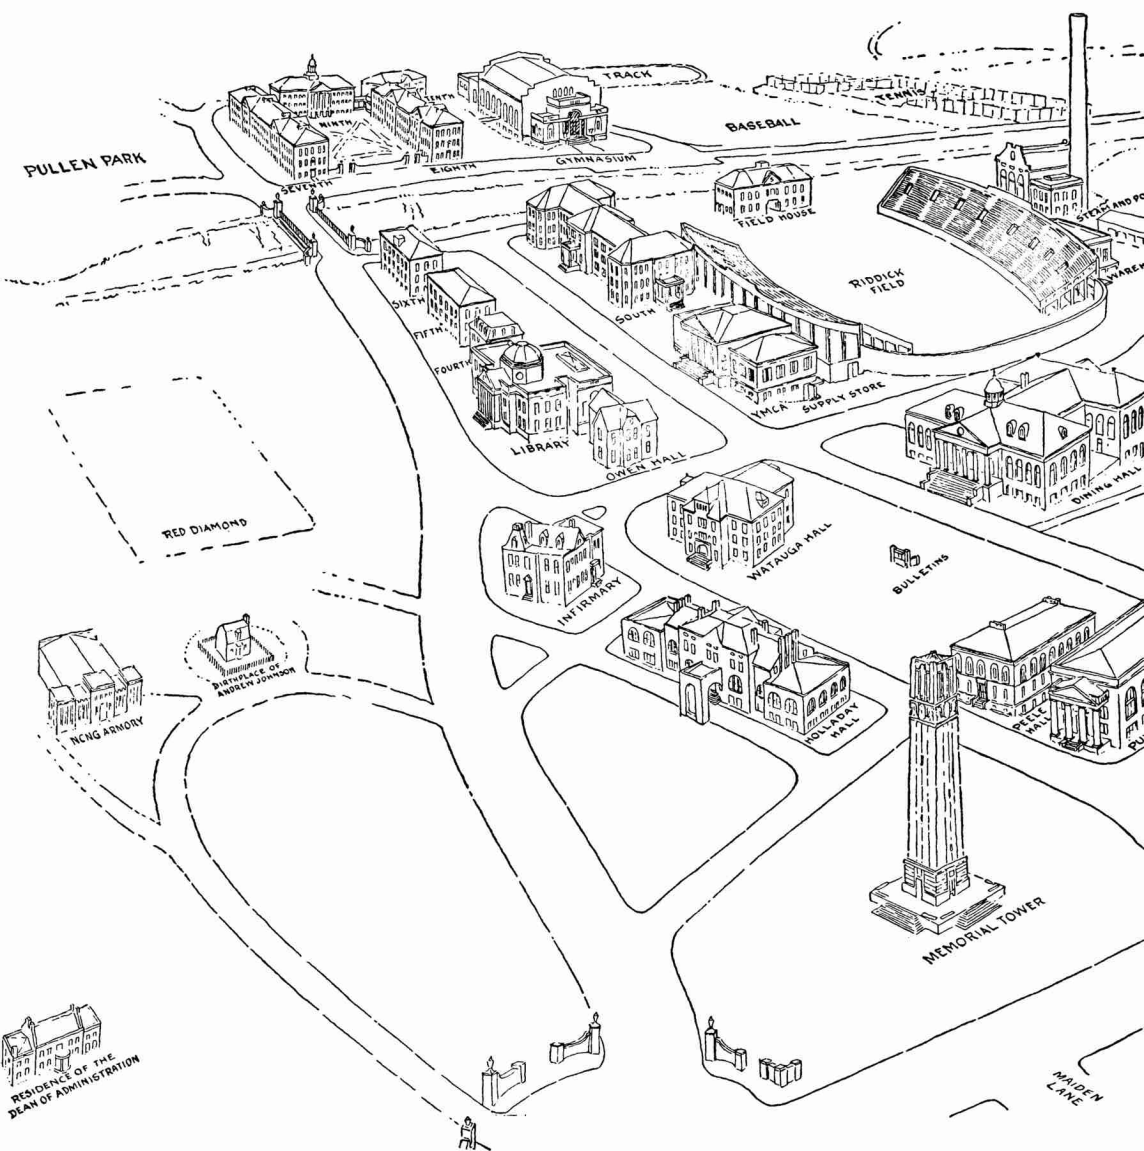 TRACK
TENNIS
BASEBALL
TENTH
NINTH
PULLEN PARK
EIGHTH
GYMNASIUM
SEVENTH
STEAM AND
FIELD HOUSE
RIDDICK
FIELD
SIXTH
SOUTH
FIFTH
FOURTH
YMCA
SUPPLY STORE
LIBRARY
OWEN HALL
DINING HALL
RED DIAMOND
WATAUGA HALL
BULLETINS
INFIRMARY
BIRTHPLACE OF
ANDREW JOHNSON
NCNG ARMORY
HOLLADAY
HALL
PEELE
HALL
MEMORIAL TOWER
RESIDENCE OF THE
DEAN OF ADMINISTRATION
MAIDEN
LANE